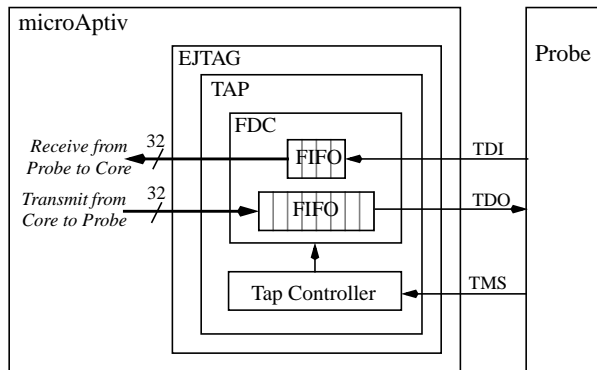 microAptiv
EJTAG
TAP
FDC
Probe
Receive from
Probe to Core
32
FIFO
TDI
Transmit from
Core to Probe
32
FIFO
TDO
Tap Controller
TMS